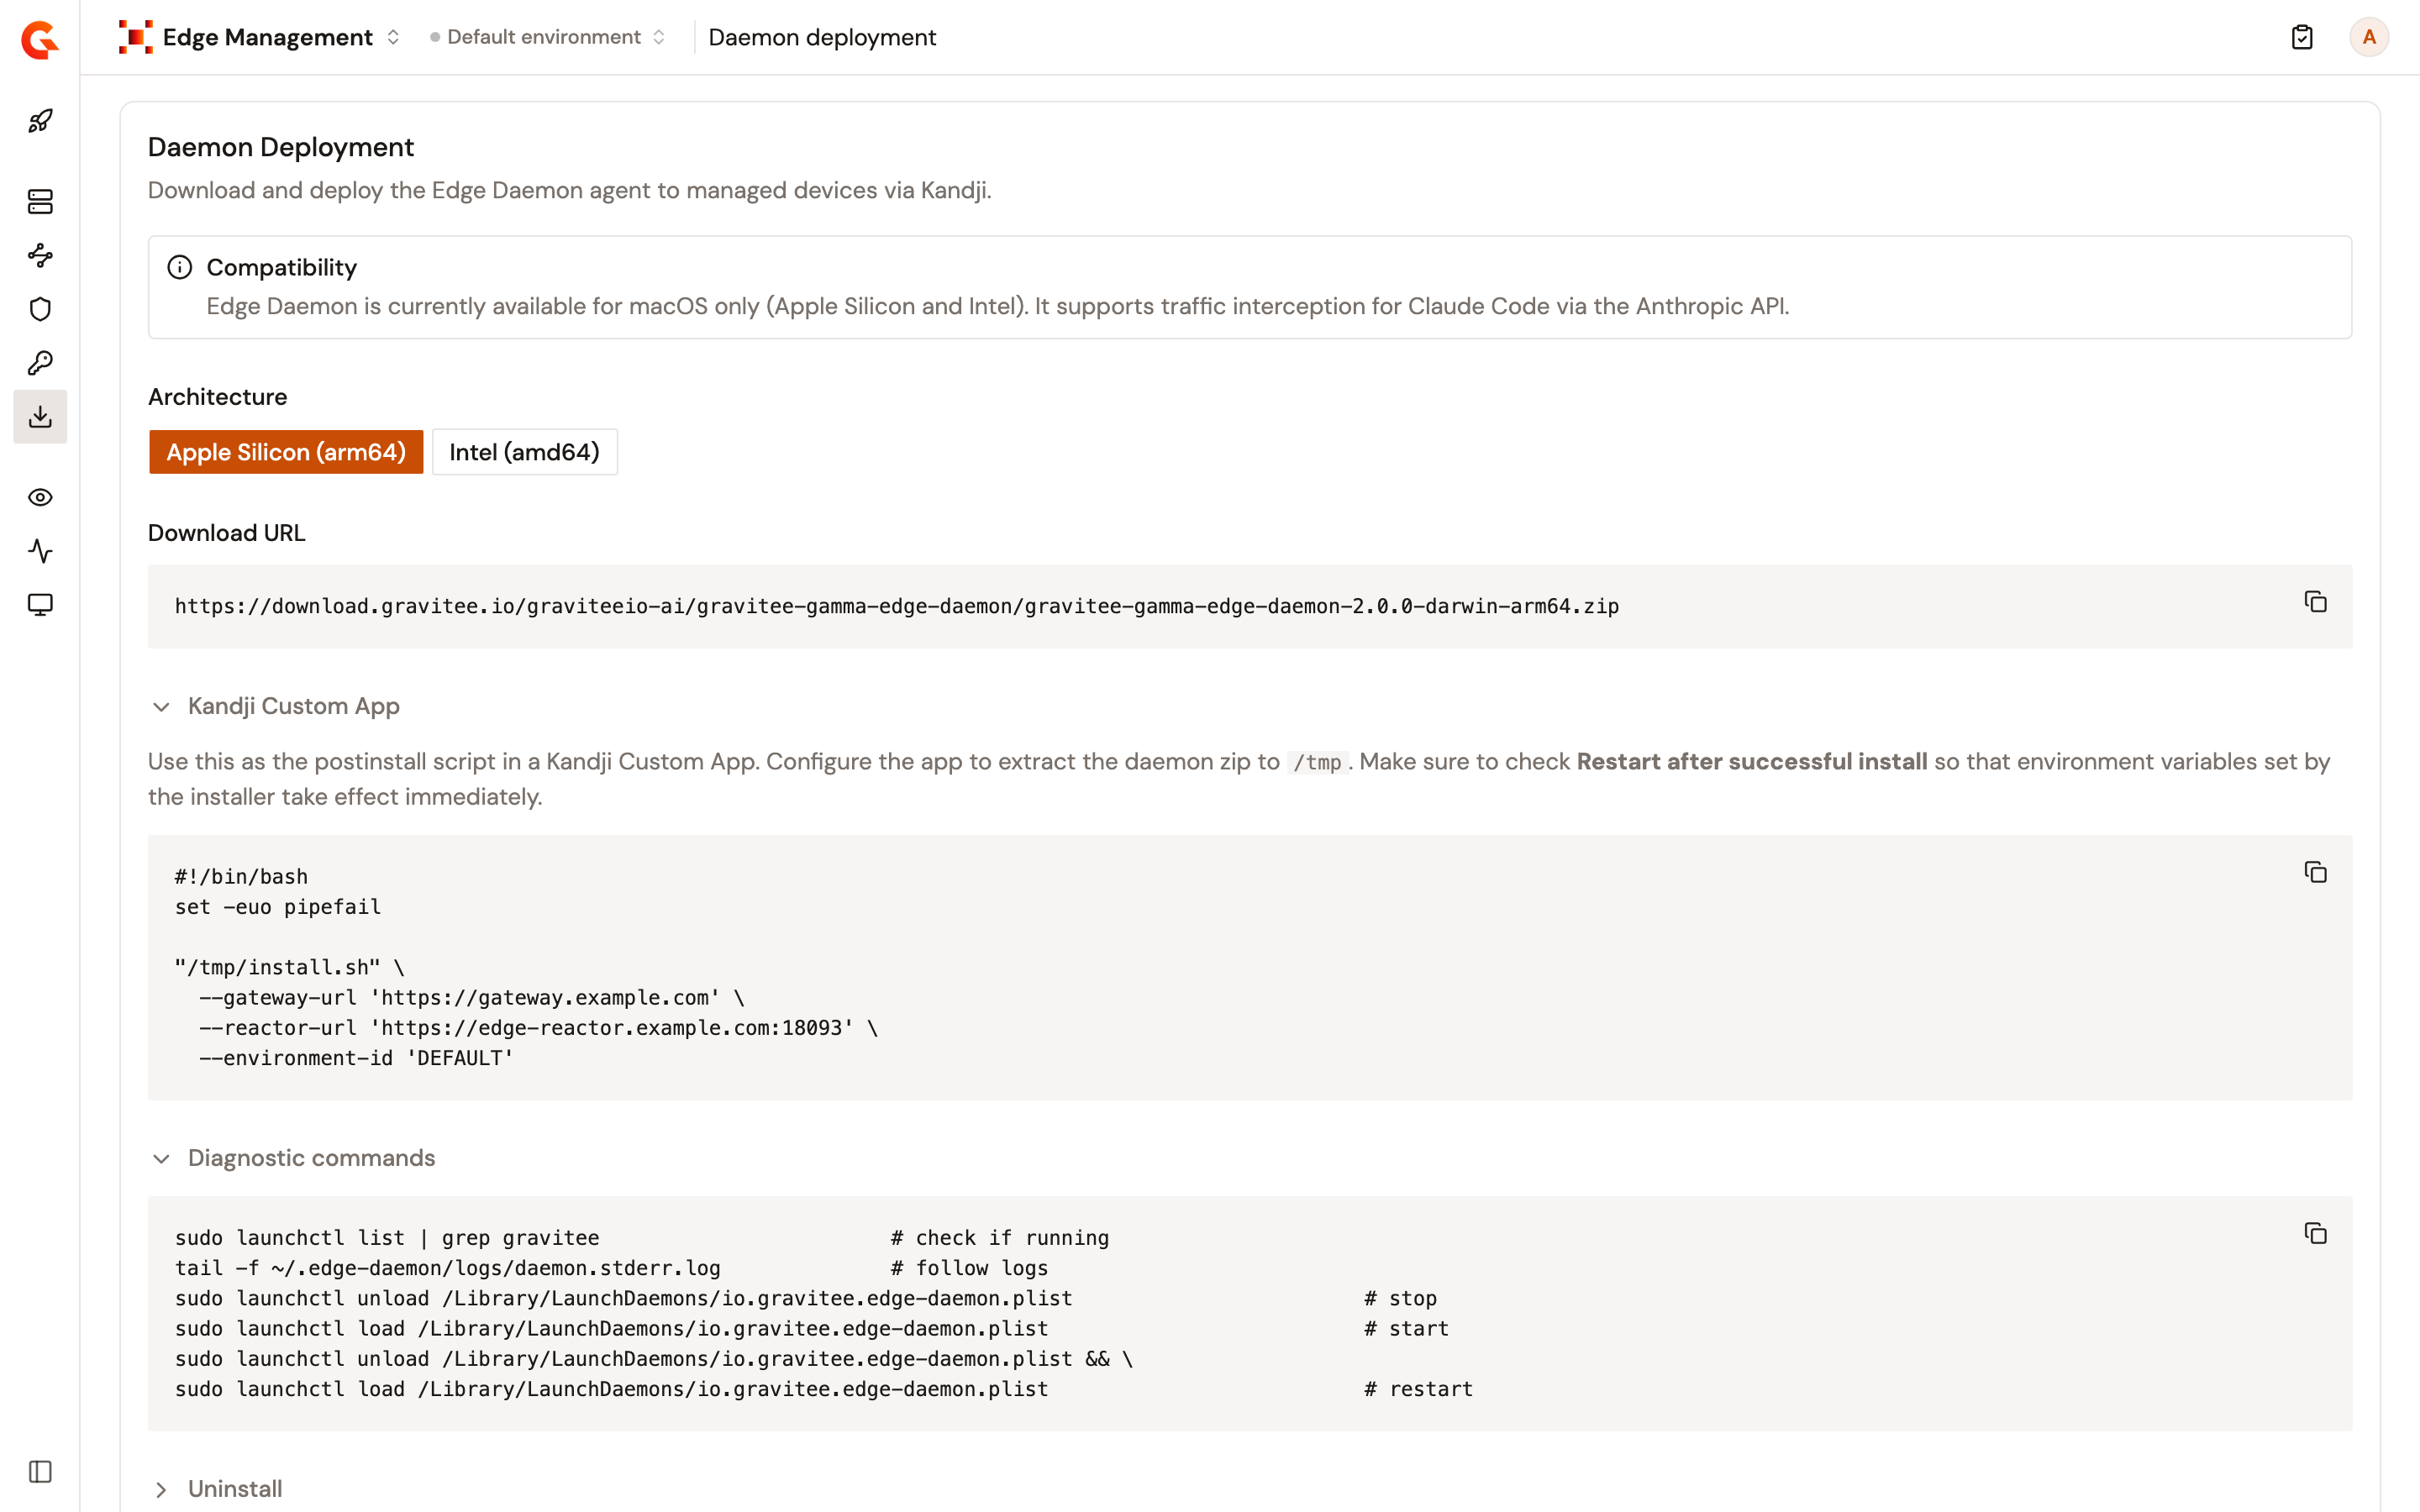 Edge Management
Default environment
Daemon deployment
A
Daemon Deployment
Download and deploy the Edge Daemon agent to managed devices via Kandji.
Compatibility
Edge Daemon is currently available for macOS only (Apple Silicon and Intel). It supports traffic interception for Claude Code via the Anthropic API.
Architecture
Apple Silicon (arm64)
Intel (amd64)
Download URL
https://download.gravitee.io/graviteeio-ai/gravitee-gamma-edge-daemon/gravitee-gamma-edge-daemon-2.0.0-darwin-arm64.zip
Kandji Custom App
Use this as the postinstall script in a Kandji Custom App. Configure the app to extract the daemon zip to /tmp. Make sure to check Restart after successful install so that environment variables set by
the installer take effect immediately.
#!/bin/bash
set -euo pipefail
"/tmp/install.sh" \
--gateway-url 'https://gateway.example.com' \
--reactor-url 'https://edge-reactor.example.com:18093' \
--environment-id 'DEFAULT'
Diagnostic commands
sudo launchctl list | grep gravitee # check if running
tail -f ~/.edge-daemon/logs/daemon.stderr.log # follow logs
sudo launchctl unload /Library/LaunchDaemons/io.gravitee.edge-daemon.plist # stop
sudo launchctl load /Library/LaunchDaemons/io.gravitee.edge-daemon.plist # start
sudo launchctl unload /Library/LaunchDaemons/io.gravitee.edge-daemon.plist && \
sudo launchctl load /Library/LaunchDaemons/io.gravitee.edge-daemon.plist # restart
Uninstall